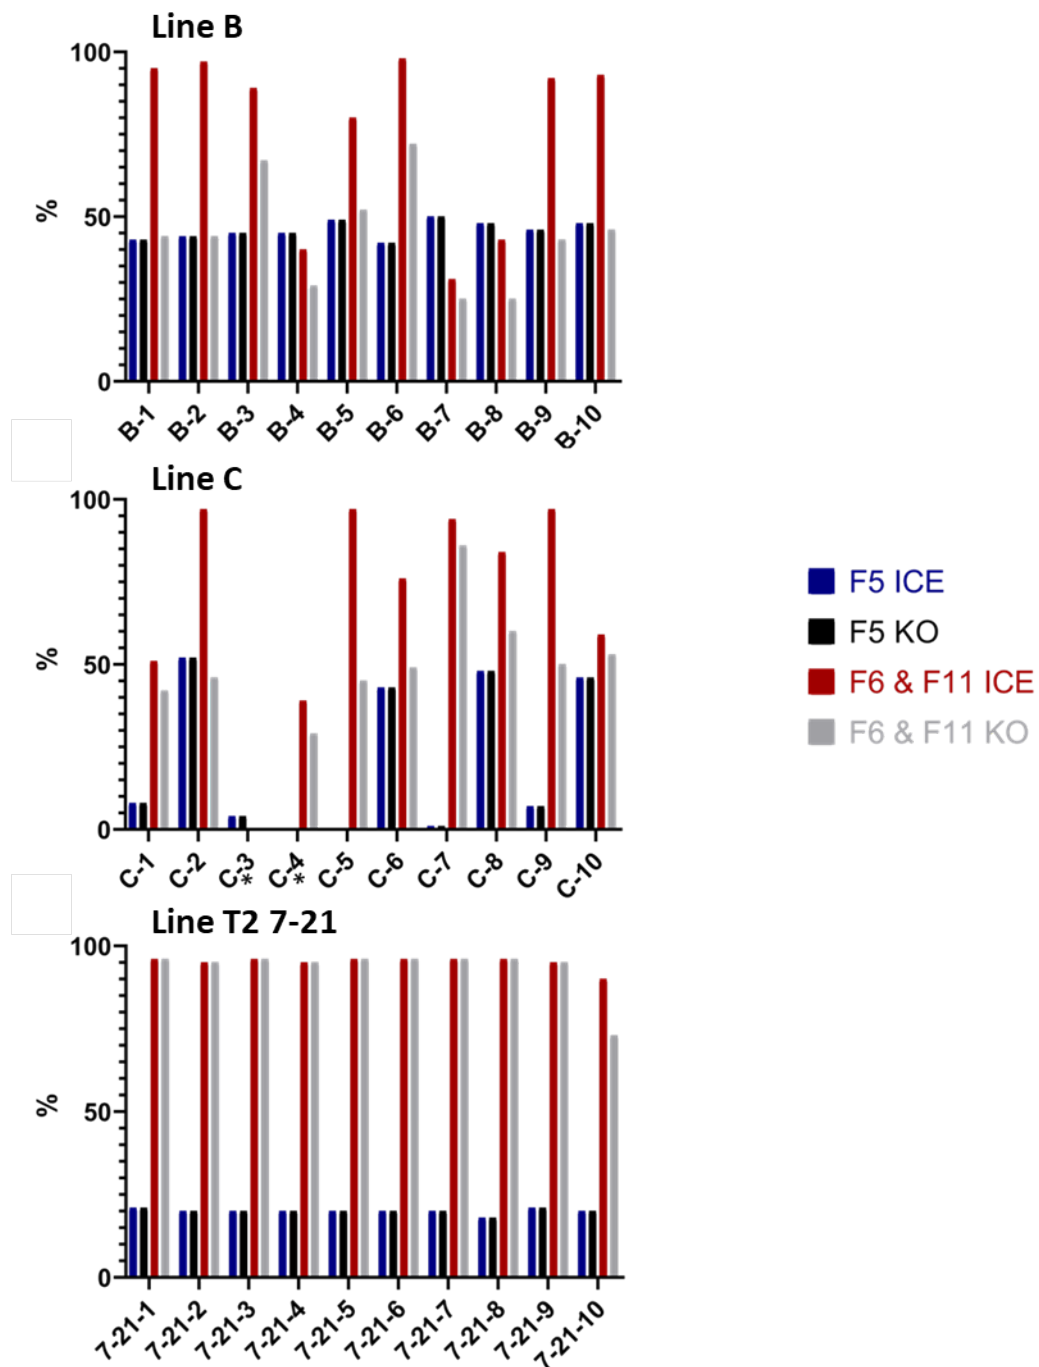 Line B
100
50
0
%
B-1 B-2 B-3 B-4 B-5 B-6 B-7 B-8 B-9 B-10
Line C
100
50
0
%
C-1 C-2 C-3 C-4 C-5 C-6 C-7 C-8 C-9 C-10
* *
F5 ICE
F5 KO
F6 & F11 ICE
F6 & F11 KO
Line T2 7-21
100
50
0
%
7-21-1 7-21-2 7-21-3 7-21-4 7-21-5 7-21-6 7-21-7 7-21-8 7-21-9 7-21-10